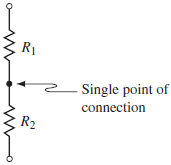 R1
Single point of
connection
R2